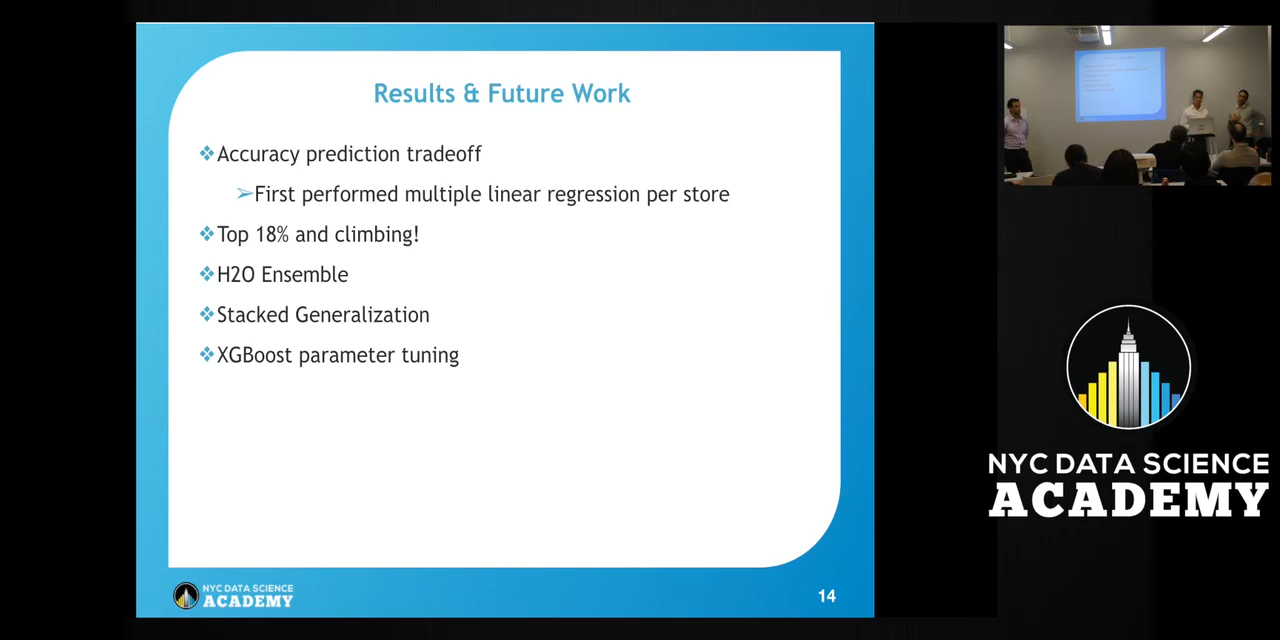 Results & Future Work
❖Accuracy prediction tradeoff
➢First performed multiple linear regression per store
❖Top 18% and climbing!
❖H2O Ensemble
❖Stacked Generalization
❖XGBoost parameter tuning
NYC DATA SCIENCE
ACADEMY
14
NYC DATA SCIENCE
ACADEMY